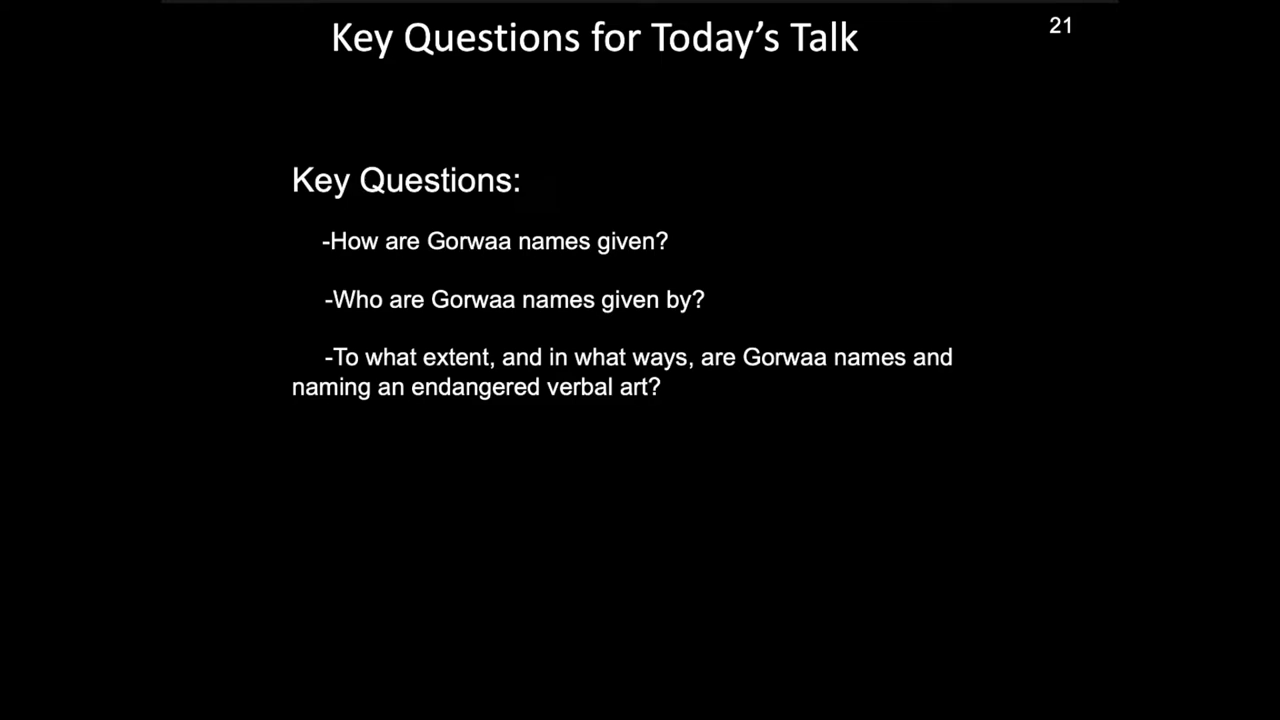 Key Questions for Today’s Talk
21
Key Questions:
-How are Gorwaa names given?
-Who are Gorwaa names given by?
-To what extent, and in what ways, are Gorwaa names and
naming an endangered verbal art?